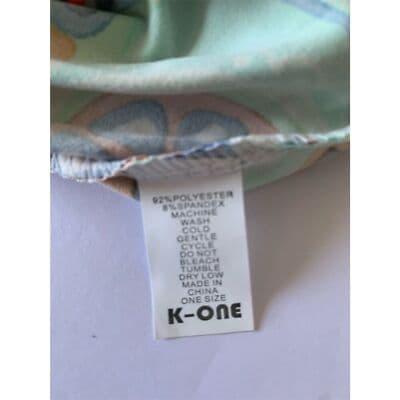 92%POLYESTER
8%SPANDEX
MACHINE
WASH
COLD
GENTLE
CYCLE
DO NOT
BLEACH
TUMBLE
DRY LOW
MADE IN
CHINA
ONE SIZE
K-ONE